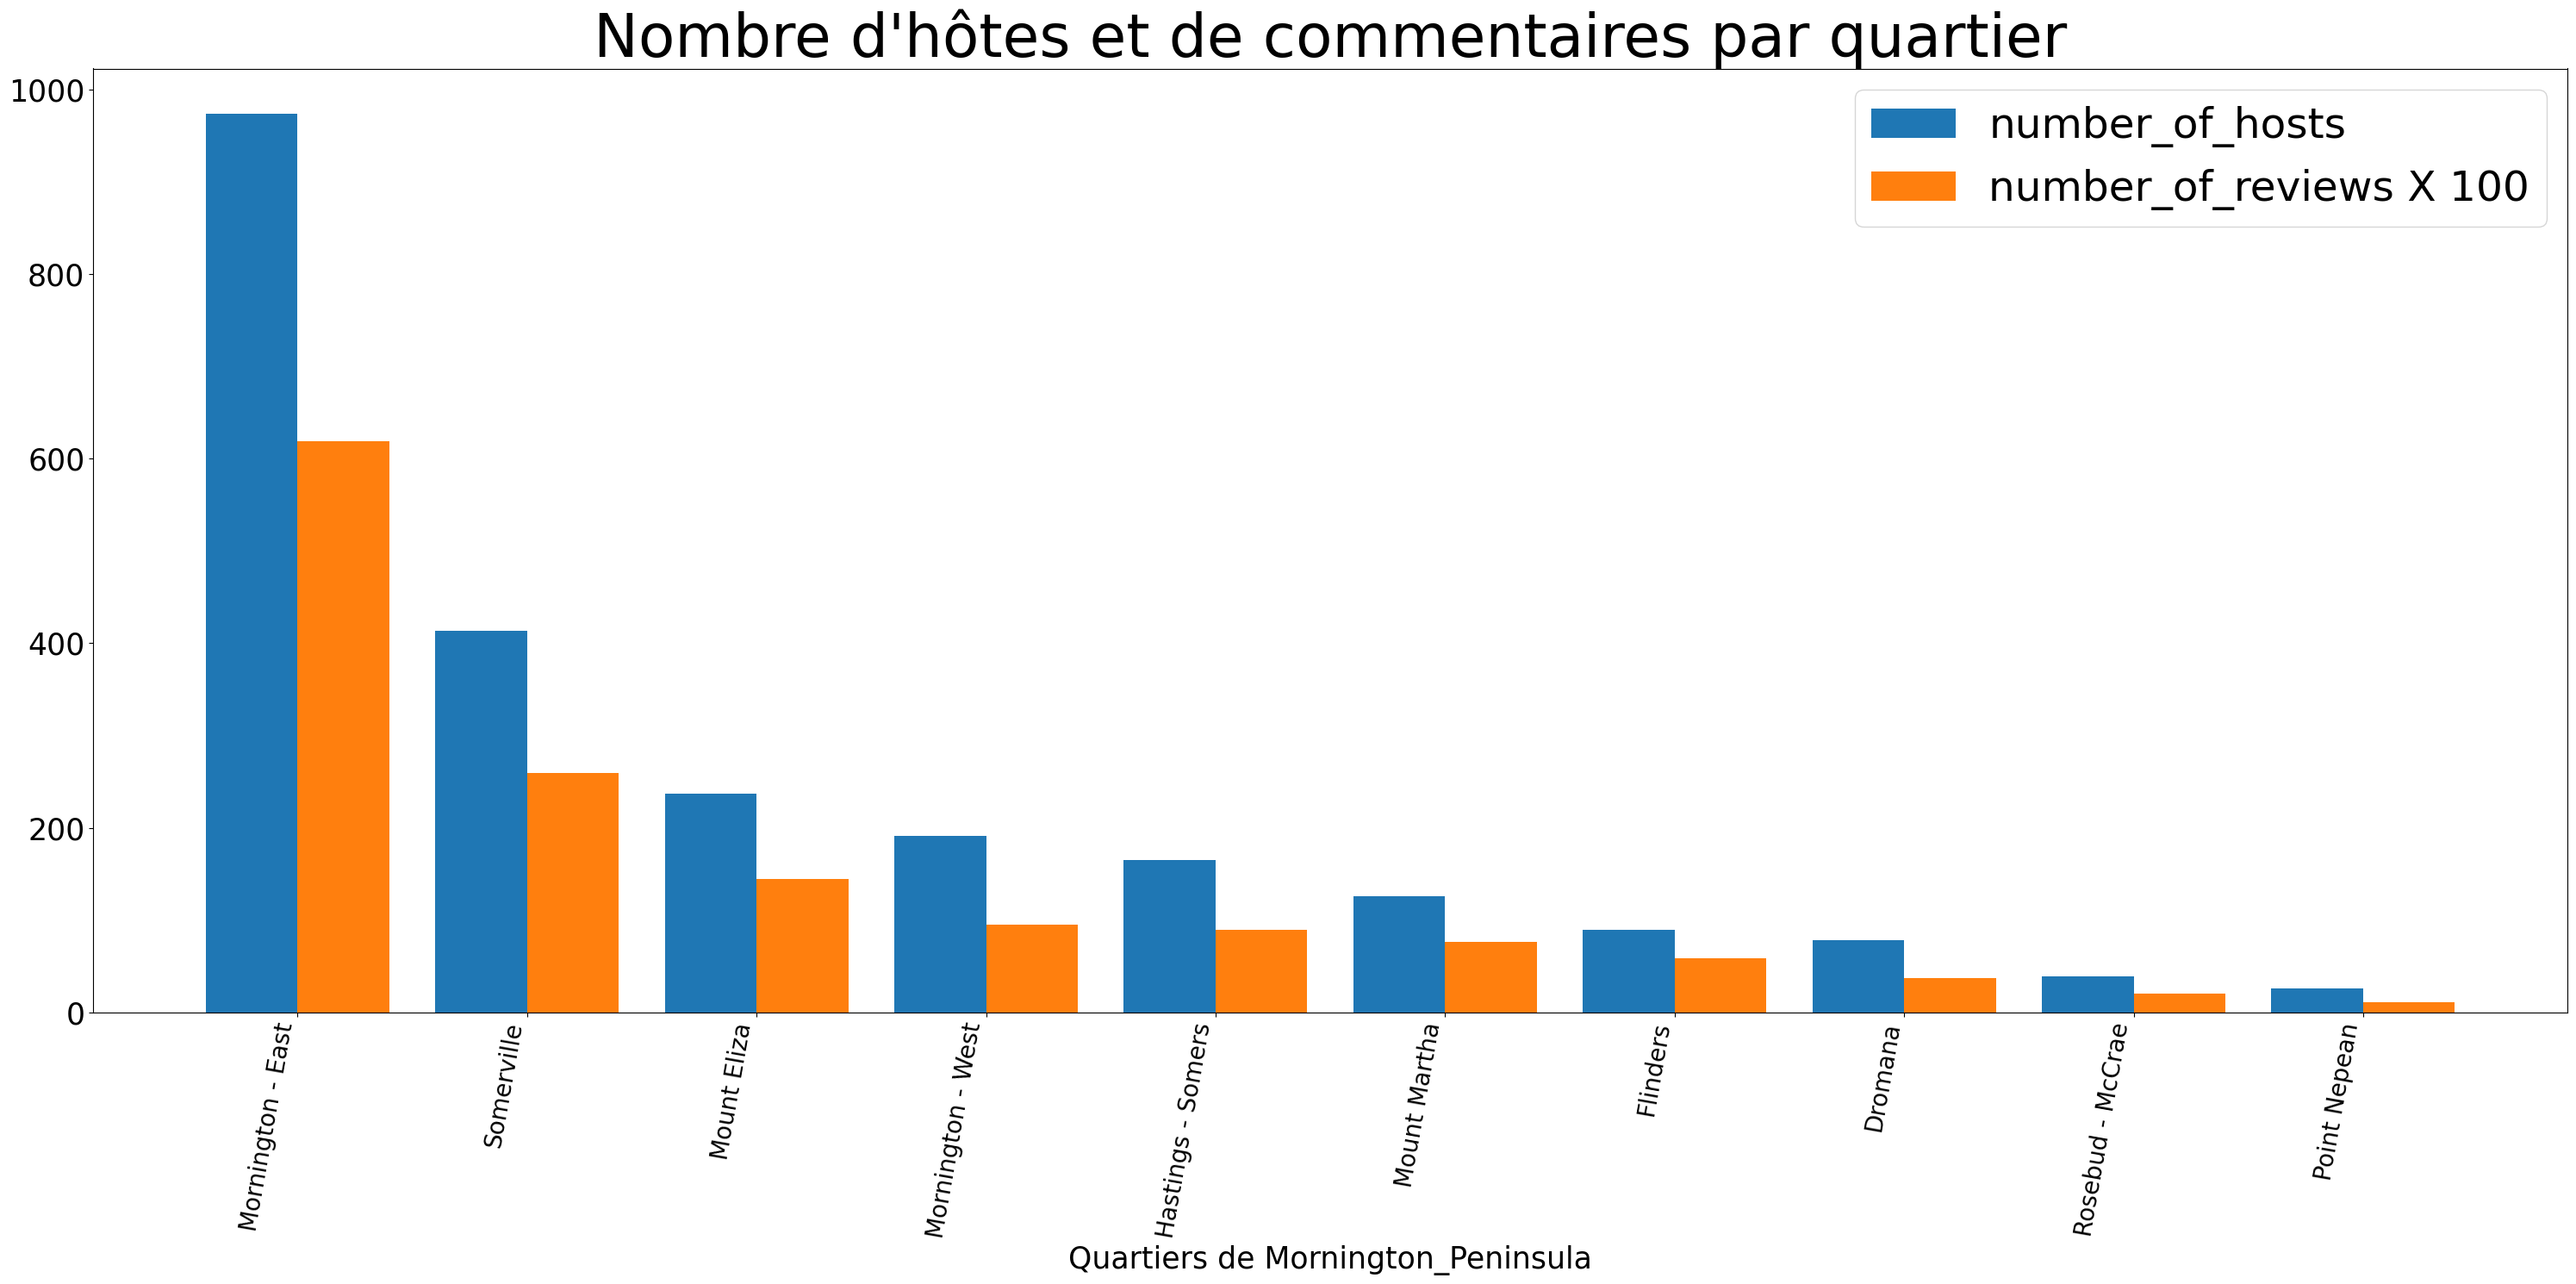 Nombre d'hôtes et de commentaires par quartier
1000
800
600
400
200
0
number_of_hosts
number_of_reviews X 100
Mornington - East
Somerville
Mount Eliza
Mornington - West
Hastings - Somers
Mount Martha
Flinders
Dromana
Rosebud - McCrae
Point Nepean
Quartiers de Mornington_Peninsula